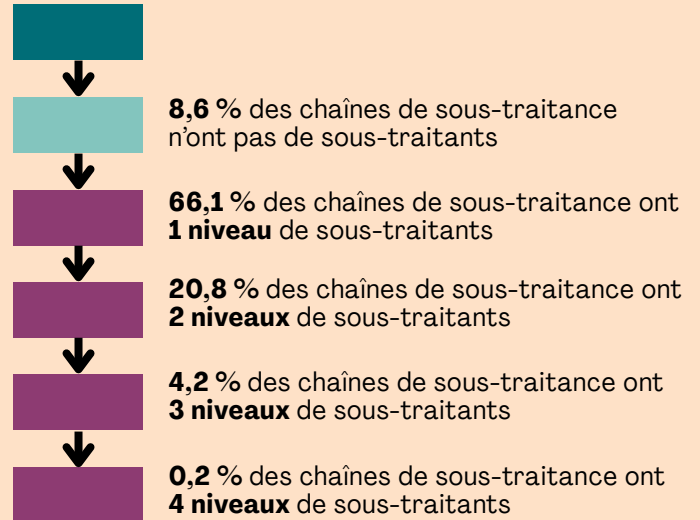 8,6 % des chaînes de sous-traitance
n'ont pas de sous-traitants
66,1 % des chaînes de sous-traitance ont
1 niveau de sous-traitants
20,8 % des chaînes de sous-traitance ont
2 niveaux de sous-traitants
4,2 % des chaînes de sous-traitance ont
3 niveaux de sous-traitants
0,2 % des chaînes de sous-traitance ont
4 niveaux de sous-traitants